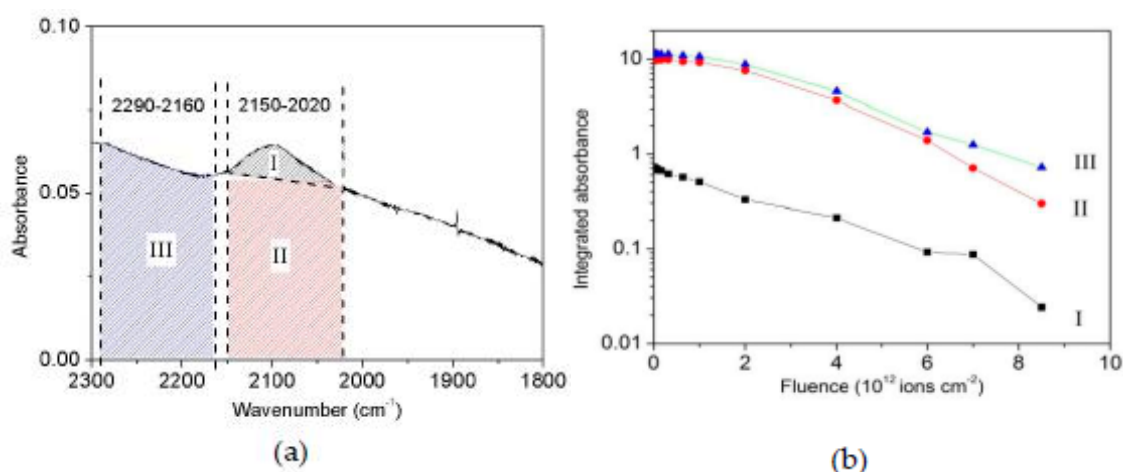 0.10
0.05
0.00
Absorbance
2290-2160
2150-2020
I
II
III
2300
2200
2100
2000
1900
1800
Wavenumber (cm⁻¹)
(a)
10
1
0.1
0.01
Integrated absorbance
III
II
I
0
2
4
6
8
10
Fluence (10¹² ions cm⁻²)
(b)